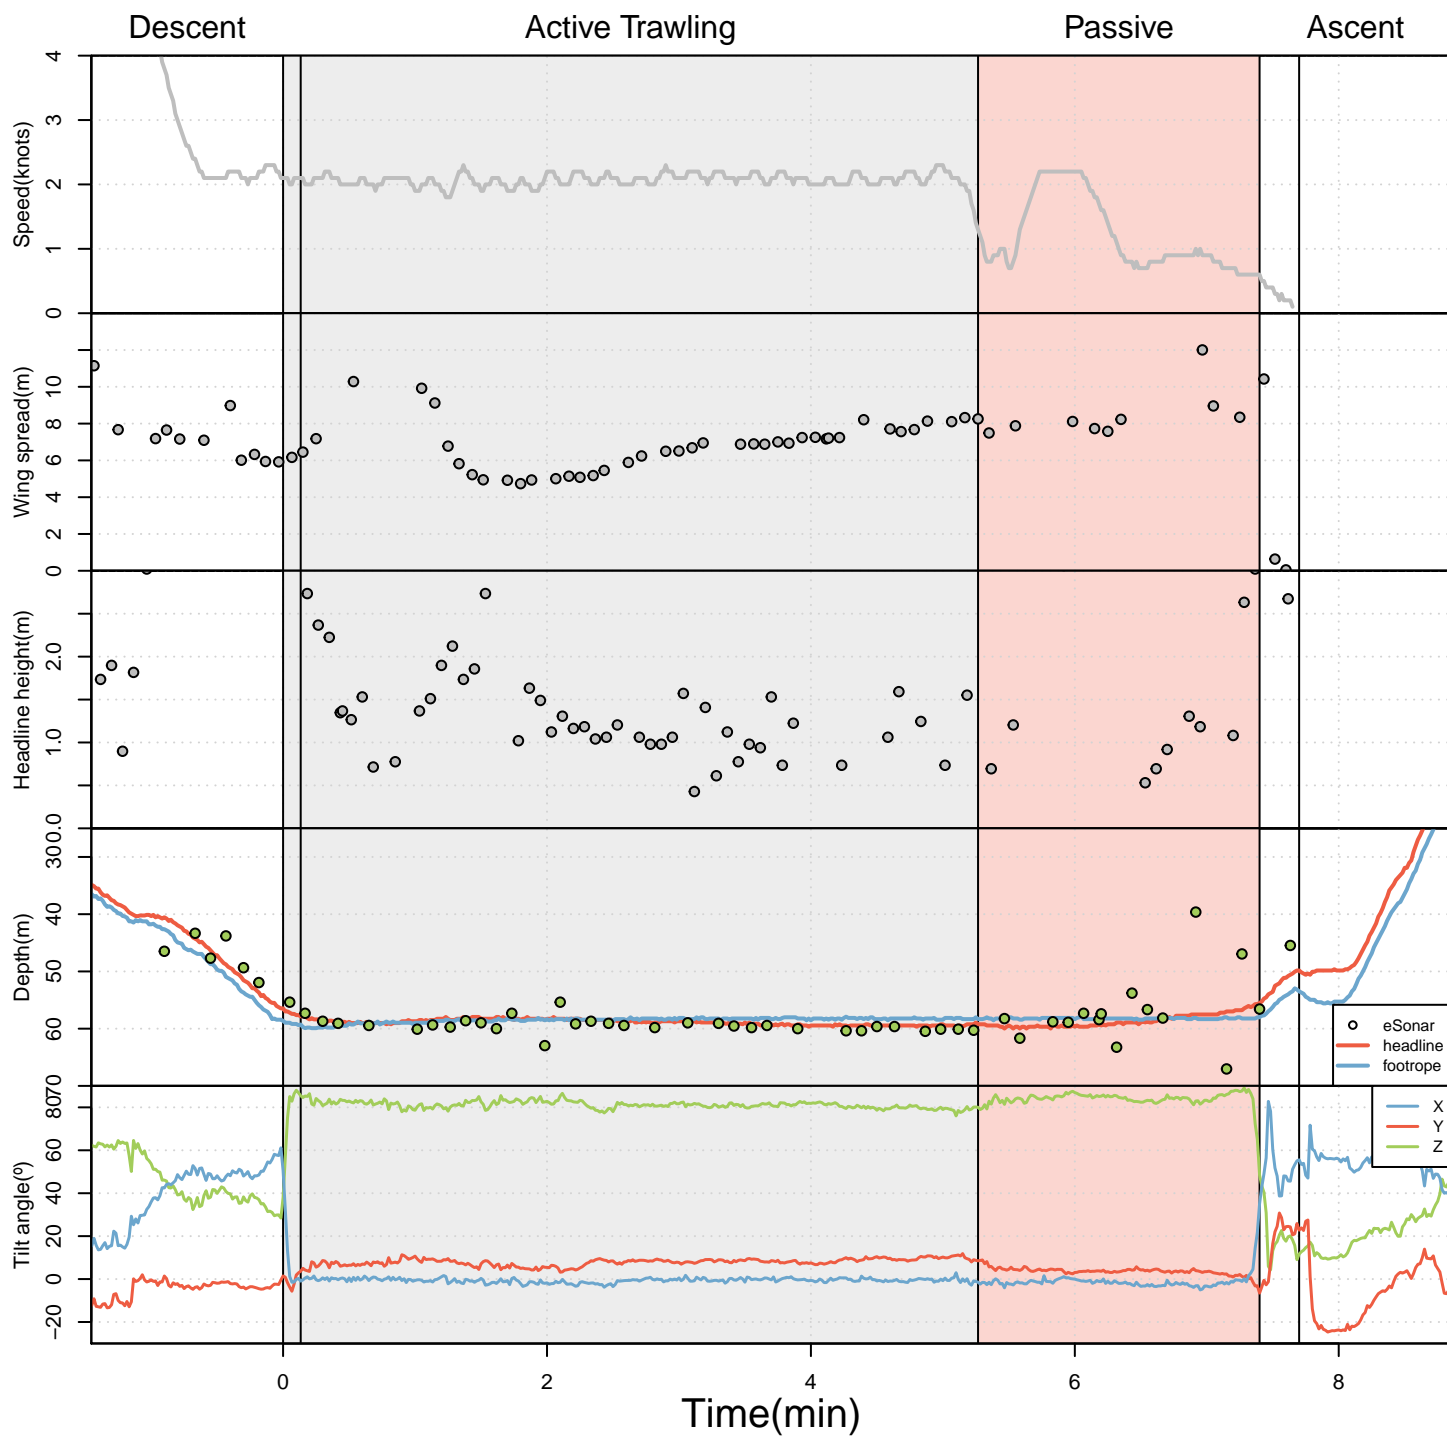 Descent Active Trawling Passive Ascent
Speed(knots)
4
3
2
1
0
Wing spread(m)
10
8
6
4
2
0
Headline height(m)
2.0
1.0
0.0
Depth(m)
30
40
50
60
70
eSonar
headline
footrope
Tilt angle(º)
80
60
40
20
0
−20
X
Y
Z
0 2 4 6 8
Time(min)